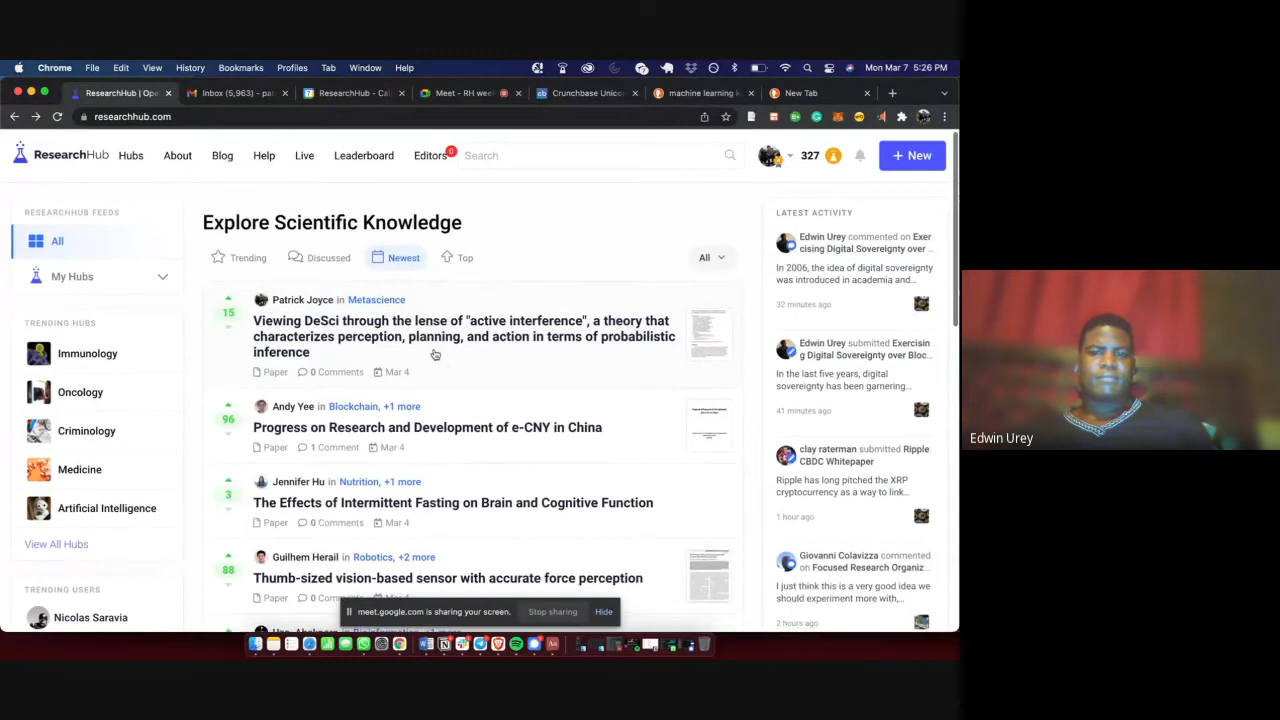 Chrome File Edit View History Bookmarks Profiles Tab Window Help Mon Mar 7 5:26 PM
ResearchHub | Ope Inbox (5,963) - pat ResearchHub - Cal Meet - RH week Crunchbase Unico machine learning k New Tab
researchhub.com
ResearchHub Hubs About Blog Help Live Leaderboard Editors 0 Search 327 + New
RESEARCHHUB FEEDS
All
My Hubs
TRENDING HUBS
Immunology
Oncology
Criminology
Medicine
Artificial Intelligence
View All Hubs
TRENDING USERS
Nicolas Saravia
Explore Scientific Knowledge
Trending Discussed Newest Top All
Patrick Joyce in Metascience
15
Viewing DeSci through the lense of "active interference", a theory that
characterizes perception, planning, and action in terms of probabilistic
inference
Paper 0 Comments Mar 4
Andy Yee in Blockchain, +1 more
96
Progress on Research and Development of e-CNY in China
Paper 1 Comment Mar 4
Jennifer Hu in Nutrition, +1 more
3
The Effects of Intermittent Fasting on Brain and Cognitive Function
Paper 0 Comments Mar 4
Guilhem Herail in Robotics, +2 more
88
Thumb-sized vision-based sensor with accurate force perception
Paper
meet.google.com is sharing your screen. Stop sharing Hide
LATEST ACTIVITY
Edwin Urey commented on Exer
cising Digital Sovereignty over ..
In 2006, the idea of digital sovereignty
was introduced in academia and...
32 minutes ago
Edwin Urey submitted Exercisin
g Digital Sovereignty over Bloc...
In the last five years, digital
sovereignty has been garnering...
41 minutes ago
clay raterman submitted Ripple
CBDC Whitepaper
Ripple has long pitched the XRP
cryptocurrency as a way to link...
1 hour ago
Giovanni Colavizza commented
on Focused Research Organiz...
I just think this is a very good idea we
should experiment more with,...
2 hours ago
Edwin Urey